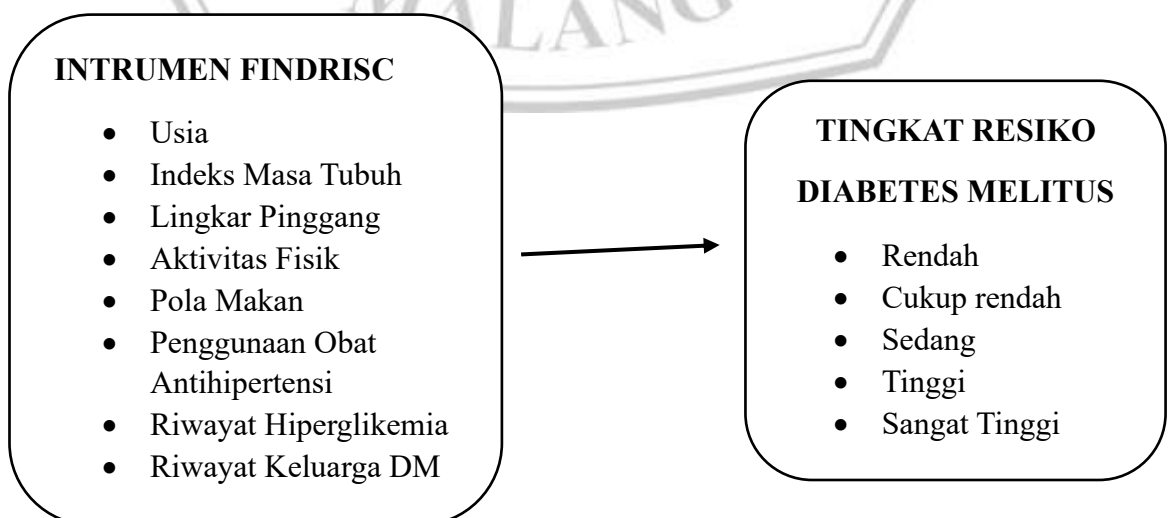 MALANG
INTRUMEN FINDRISC
• Usia
• Indeks Masa Tubuh
• Lingkar Pinggang
• Aktivitas Fisik
• Pola Makan
• Penggunaan Obat
Antihipertensi
• Riwayat Hiperglikemia
• Riwayat Keluarga DM
TINGKAT RESIKO
DIABETES MELITUS
• Rendah
• Cukup rendah
• Sedang
• Tinggi
• Sangat Tinggi